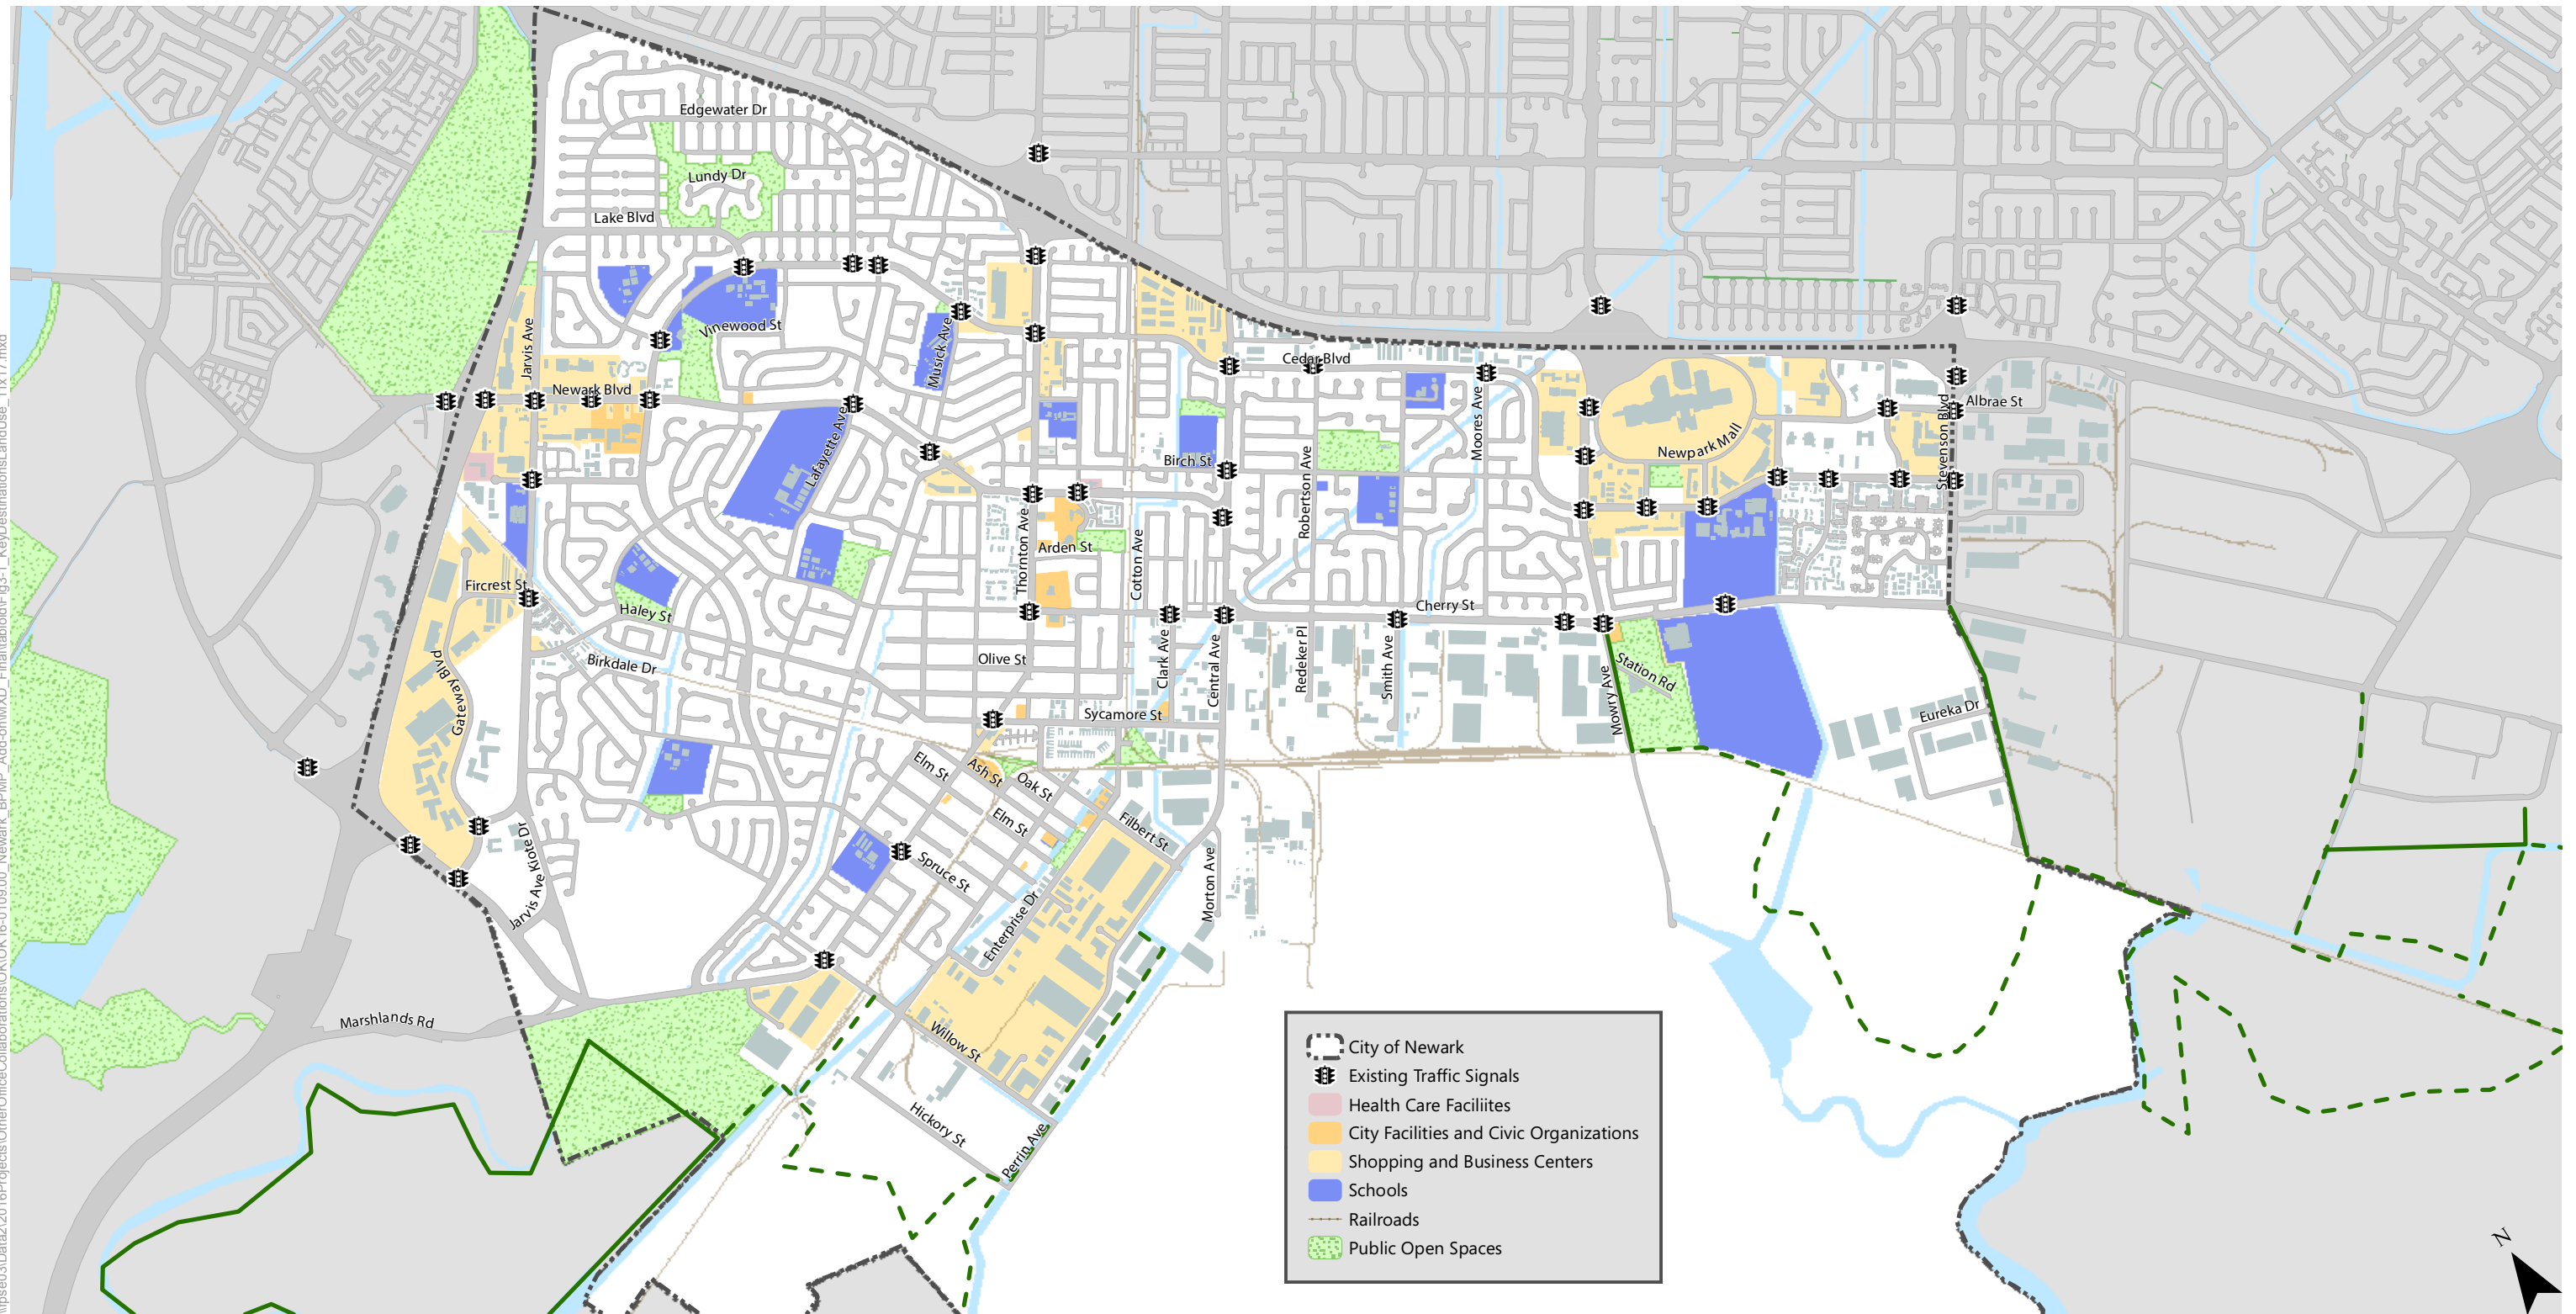 Edgewater Dr
Lundy Dr
Lake Blvd
Vinewood St
Jarvis Ave
Musick Ave
Newark Blvd
Cedar Blvd
Moores Ave
Albrae St
Stevenson Blvd
Newpark Mall
Lafayette Ave
Birch St
Robertson Ave
Thornton Ave
Arden St
Cotton Ave
Fircrest St
Haley St
Cherry St
Birkdale Dr
Olive St
Clark Ave
Central Ave
Redeker Pl
Smith Ave
Mowry Ave
Station Rd
Gateway Blvd
Sycamore St
Eureka Dr
Elm St
Ash St
Oak St
Elm St
Filbert St
Spruce St
Jarvis Ave
Kiote Dr
Morton Ave
Enterprise Dr
Marshlands Rd
Willow St
Hickory St
Perrin Ave
City of Newark
Existing Traffic Signals
Health Care Faciliites
City Facilities and Civic Organizations
Shopping and Business Centers
Schools
Railroads
Public Open Spaces
N